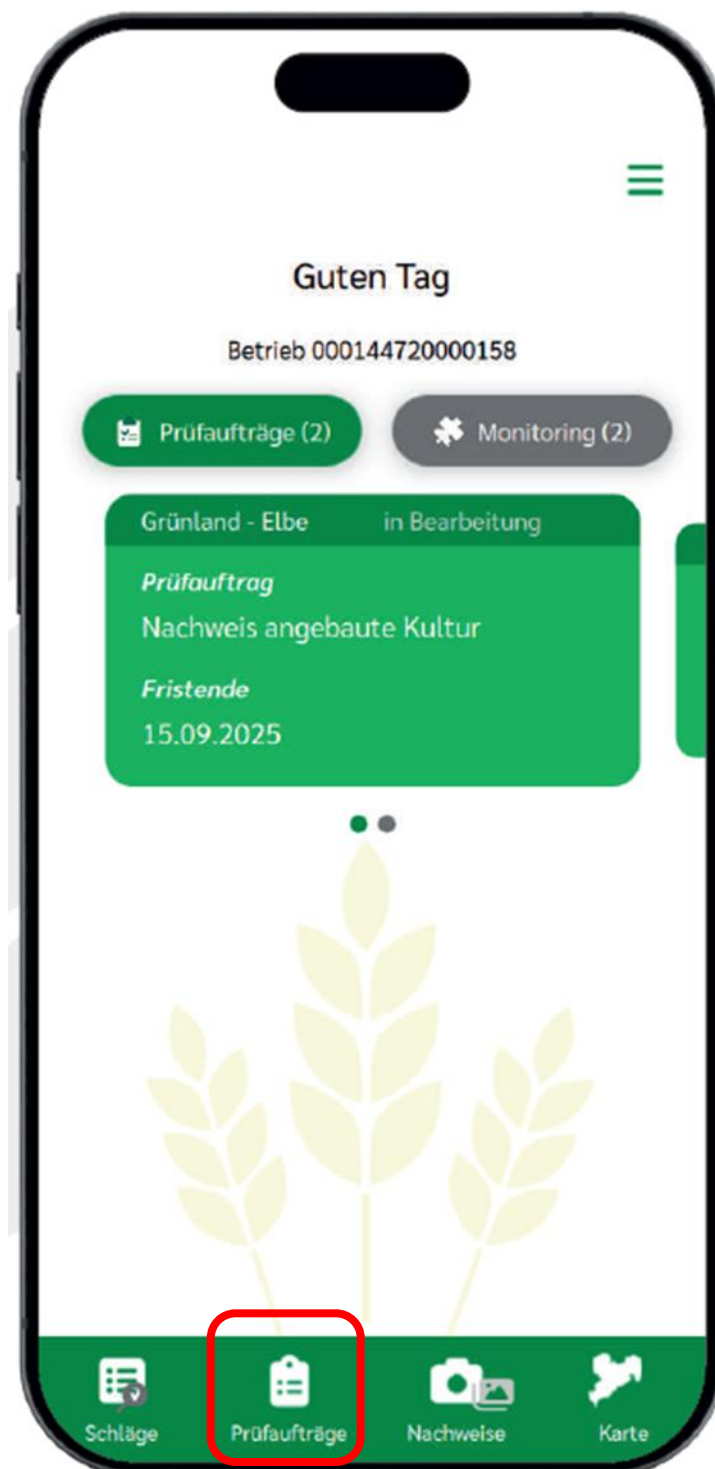 Guten Tag
Betrieb 000144720000158
Prüfaufträge (2)
Monitoring (2)
Grünland - Elbe in Bearbeitung
Prüfauftrag
Nachweis angebaute Kultur
Fristende
15.09.2025
Schläge
Prüfaufträge
Nachweise
Karte